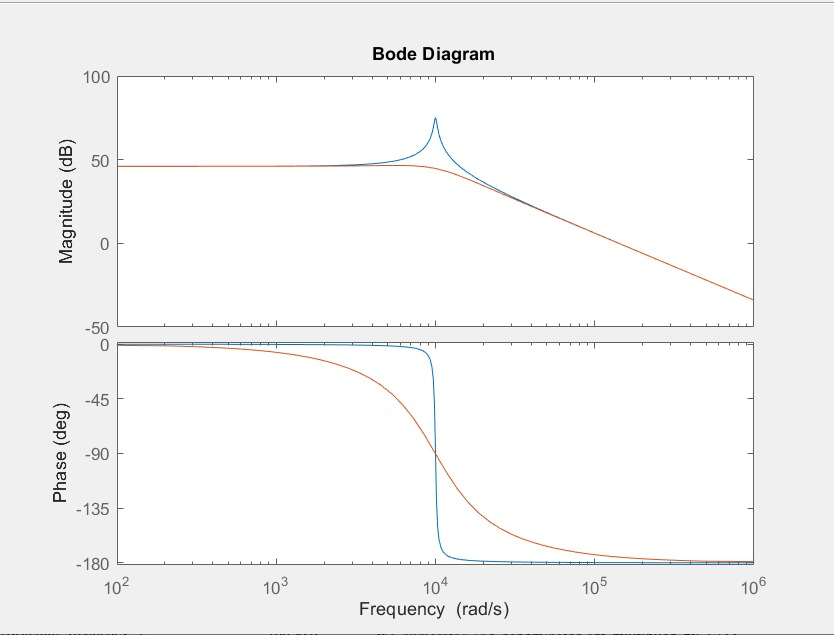 Bode Diagram
100
50
0
-50
Magnitude (dB)
0
-45
-90
-135
-180
Phase (deg)
10^2 10^3 10^4 10^5 10^6
Frequency (rad/s)